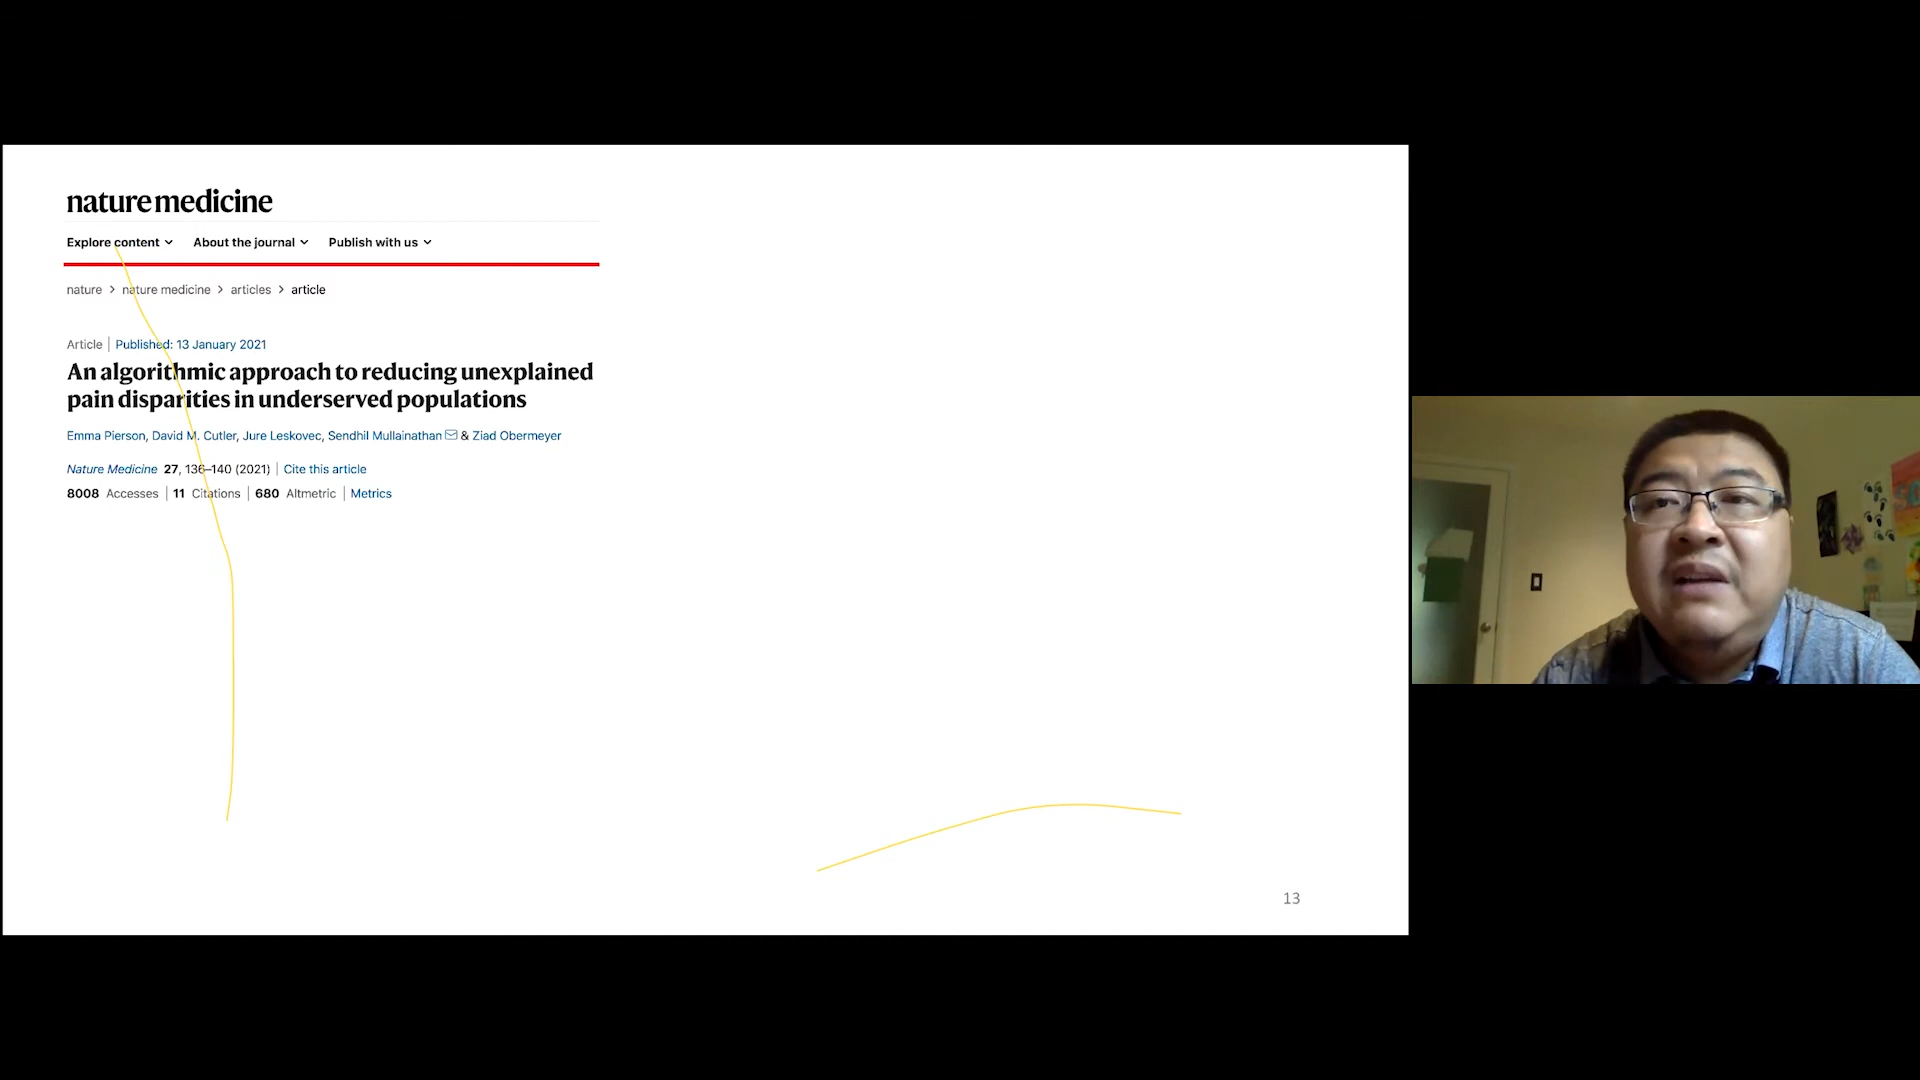 nature medicine
Explore content About the journal Publish with us
nature > nature medicine > articles > article
Article | Published: 13 January 2021
An algorithmic approach to reducing unexplained
pain disparities in underserved populations
Emma Pierson, David M. Cutler, Jure Leskovec, Sendhil Mullainathan & Ziad Obermeyer
Nature Medicine 27, 136–140 (2021) | Cite this article
8008 Accesses | 11 Citations | 680 Altmetric | Metrics
13